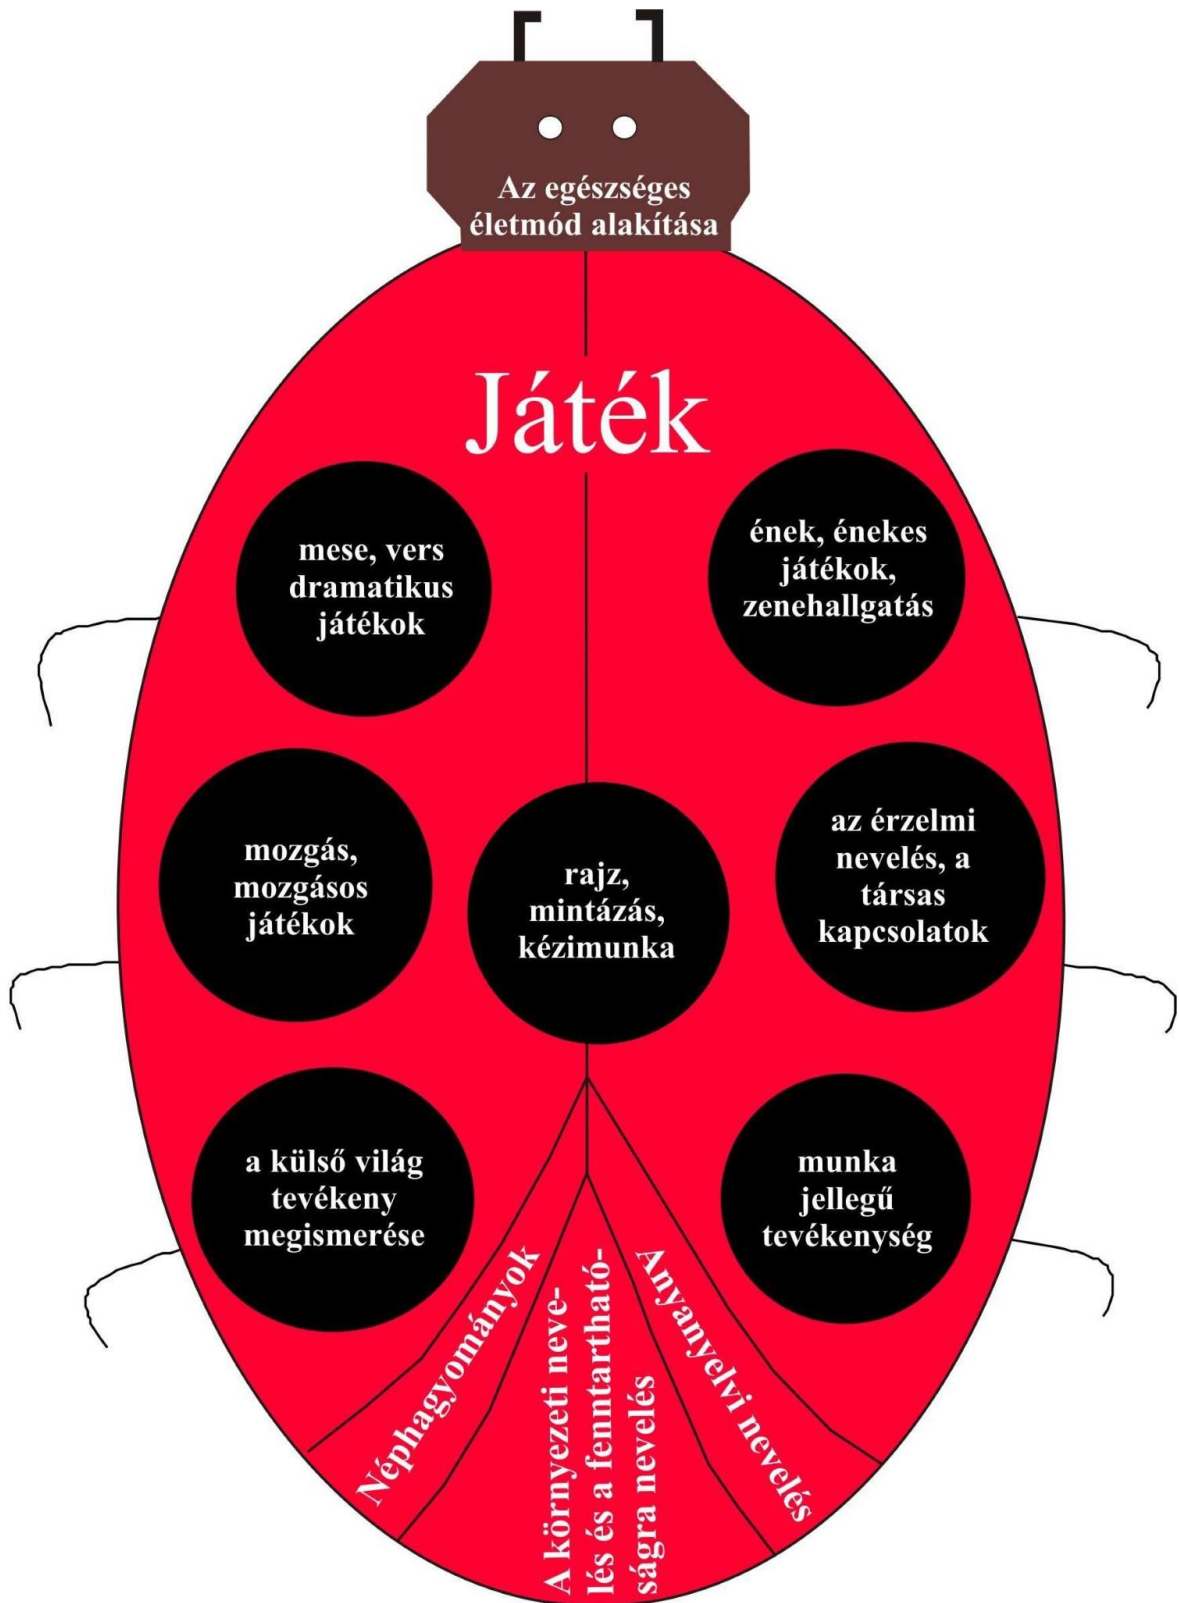 Az egészséges
életmód alakítása
Játék
mese, vers
dramatikus
játékok
ének, énekes
játékok,
zenehallgatás
mozgás,
mozgásos
játékok
rajz,
mintázás,
kézimunka
az érzelmi
nevelés, a
társas
kapcsolatok
a külső világ
tevékeny
megismerése
munka
jellegű
tevékenység
Néphagyományok
A környezeti neve-
lés és a fenntartható-
ságra nevelés
Anyanyelvi nevelés